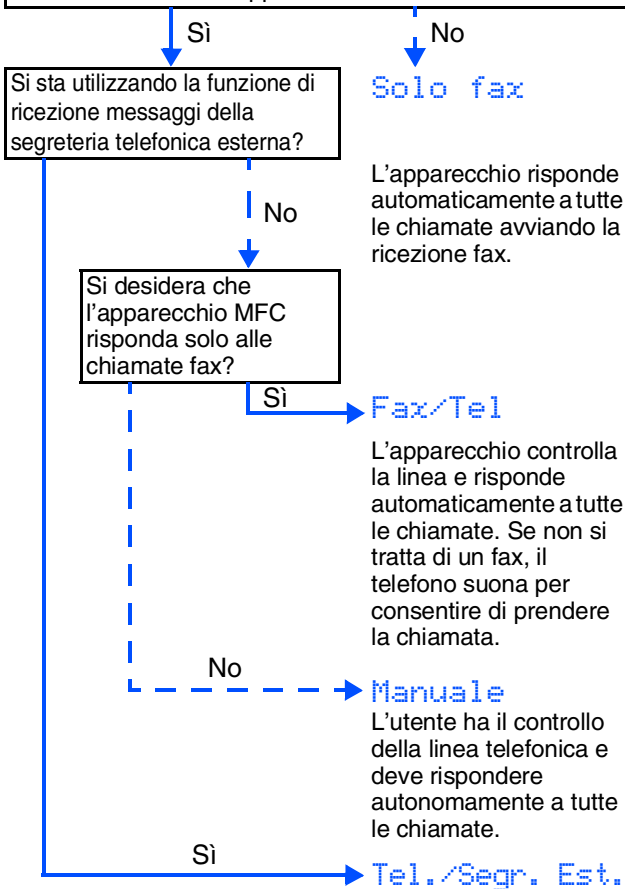 Sì
No
Si sta utilizzando la funzione di
ricezione messaggi della
segreteria telefonica esterna?
Solo fax
L'apparecchio risponde
automaticamente a tutte
le chiamate avviando la
ricezione fax.
No
Si desidera che
l'apparecchio MFC
risponda solo alle
chiamate fax?
Sì
Fax/Tel
L'apparecchio controlla
la linea e risponde
automaticamente a tutte
le chiamate. Se non si
tratta di un fax, il
telefono suona per
consentire di prendere
la chiamata.
No
Manuale
L'utente ha il controllo
della linea telefonica e
deve rispondere
autonomamente a tutte
le chiamate.
Sì
Tel./Segr. Est.